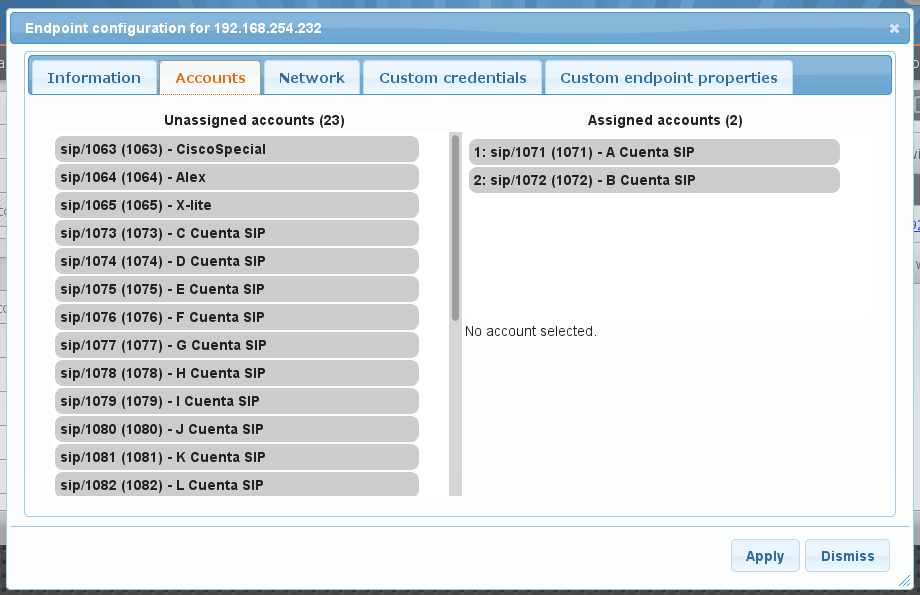 Endpoint configuration for 192.168.254.232
Information
Accounts
Network
Custom credentials
Custom endpoint properties
Unassigned accounts (23)
sip/1063 (1063) - CiscoSpecial
sip/1064 (1064) - Alex
sip/1065 (1065) - X-lite
sip/1073 (1073) - C Cuenta SIP
sip/1074 (1074) - D Cuenta SIP
sip/1075 (1075) - E Cuenta SIP
sip/1076 (1076) - F Cuenta SIP
sip/1077 (1077) - G Cuenta SIP
sip/1078 (1078) - H Cuenta SIP
sip/1079 (1079) - I Cuenta SIP
sip/1080 (1080) - J Cuenta SIP
sip/1081 (1081) - K Cuenta SIP
sip/1082 (1082) - L Cuenta SIP
Assigned accounts (2)
1: sip/1071 (1071) - A Cuenta SIP
2: sip/1072 (1072) - B Cuenta SIP
No account selected.
Apply
Dismiss